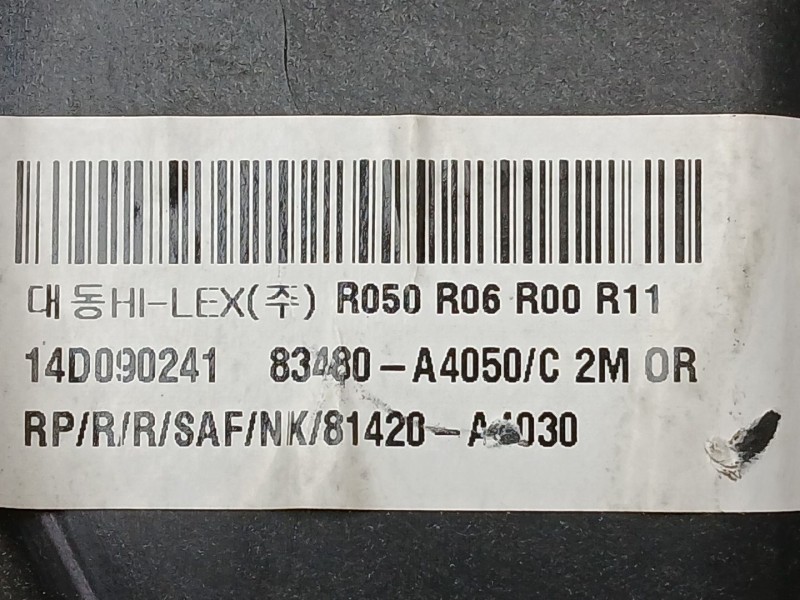 대동HI-LEX(주) R050 R06 R00 R11
14D090241 83480-A4050/C 2M OR
RP/R/R/SAF/NK/81420-A4030